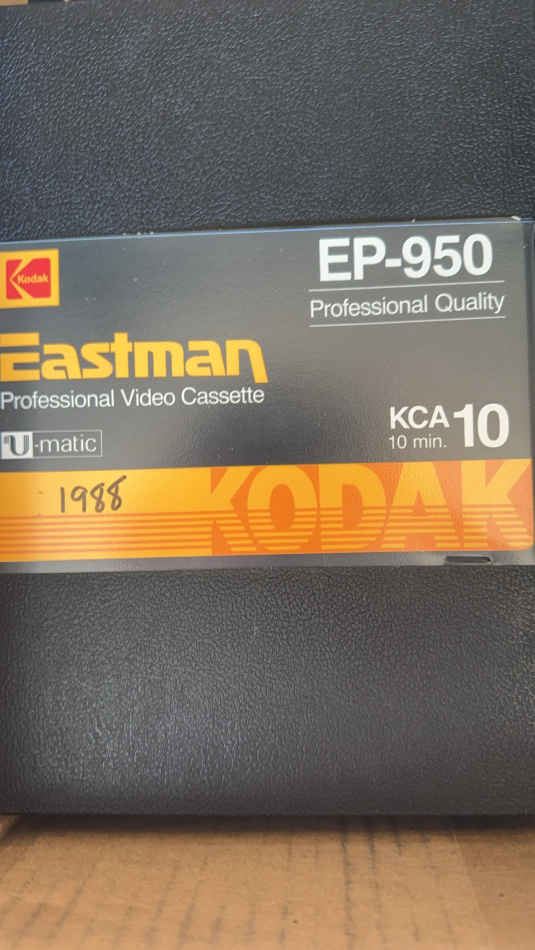 Kodak
EP-950
Professional Quality
Eastman
Professional Video Cassette
U-matic
KCA 10
10 min.
1988
KODAK